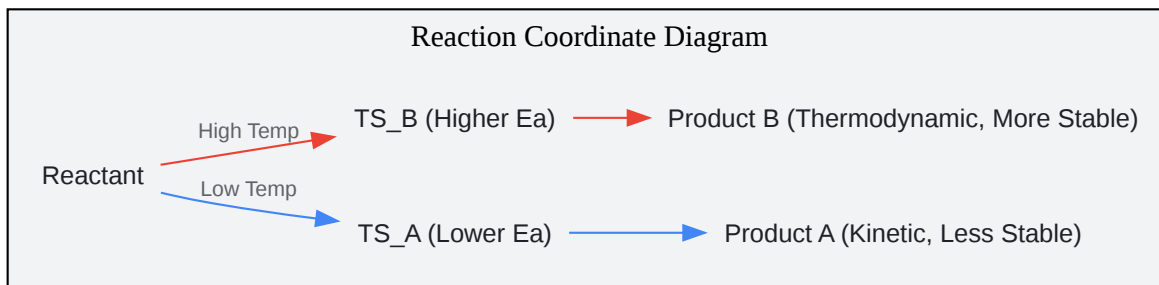 Reaction Coordinate Diagram
TS_B (Higher Ea)
Product B (Thermodynamic, More Stable)
High Temp
Reactant
Low Temp
TS_A (Lower Ea)
Product A (Kinetic, Less Stable)